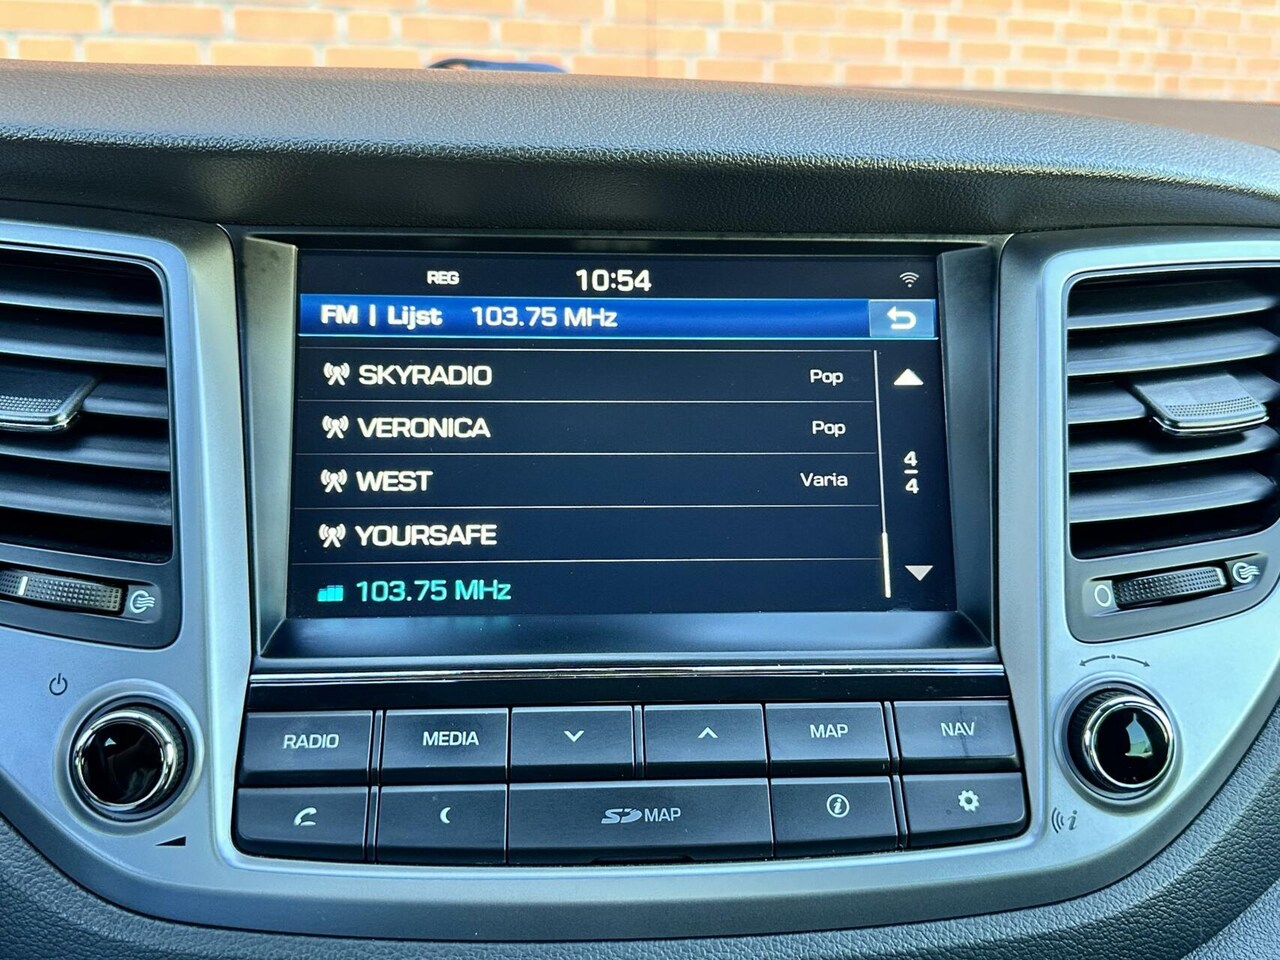 REG 10:54
FM | Lijst 103.75 MHz
SKYRADIO Pop
VERONICA Pop
WEST Varia
YOURSAFE
103.75 MHz
4
4
RADIO MEDIA MAP NAV
SD MAP